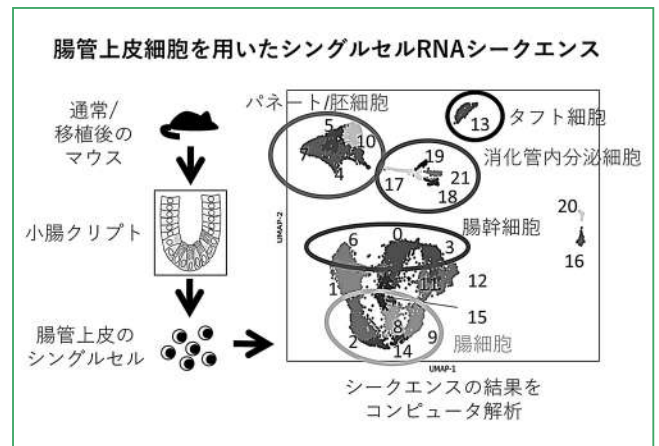 腸管上皮細胞を用いたシングルセルRNAシークエンス
通常/
移植後の
マウス
小腸クリプト
腸管上皮の
シングルセル
パネート/胚細胞
5
10
7
4
13
タフト細胞
消化管内分泌細胞
19
17
21
18
腸幹細胞
20
16
6
0
3
1
11
12
15
8
9
2
14
腸細胞
UMAP-2
UMAP-1
シークエンスの結果を
コンピュータ解析